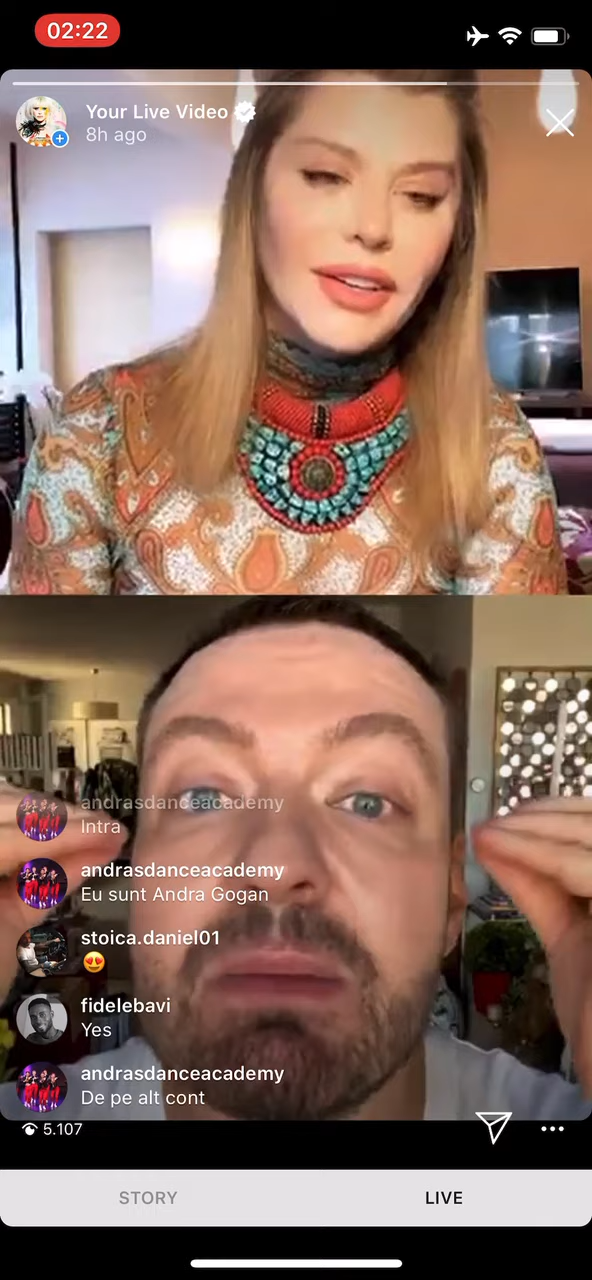 02:22
Your Live Video
8h ago
andrasdanceacademy
Intra
andrasdanceacademy
Eu sunt Andra Gogan
stoica.daniel01
😍
fidelebavi
Yes
andrasdanceacademy
De pe alt cont
5.107
STORY
LIVE